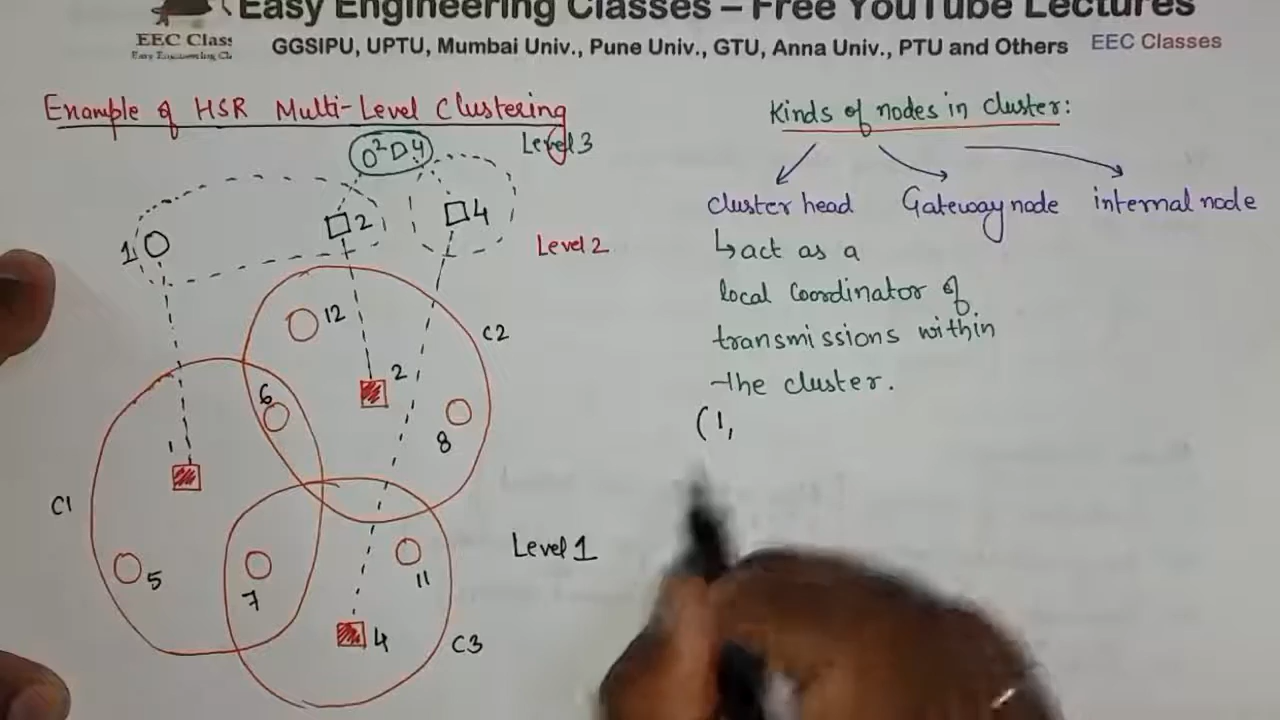 Easy Engineering Classes – Free YouTube Lectures
EEC Class
GGSIPU, UPTU, Mumbai Univ., Pune Univ., GTU, Anna Univ., PTU and Others
EEC Classes
Easy Engineering Cl
Example of HSR Multi-Level Clustering
Level 3
1
2
4
Level 2
12
C2
2
6
8
1
C1
Level 1
5
7
11
4
C3
Kinds of nodes in cluster:
cluster head
Gateway node
internal node
↳act as a
local coordinator of
transmissions within
the cluster.
(1,